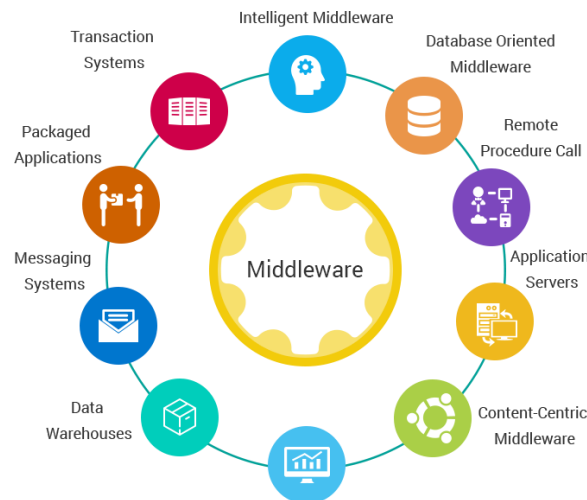 Intelligent Middleware
Transaction
Systems
Database Oriented
Middleware
Packaged
Applications
Remote
Procedure Call
Messaging
Systems
Middleware
Application
Servers
Data
Warehouses
Content-Centric
Middleware